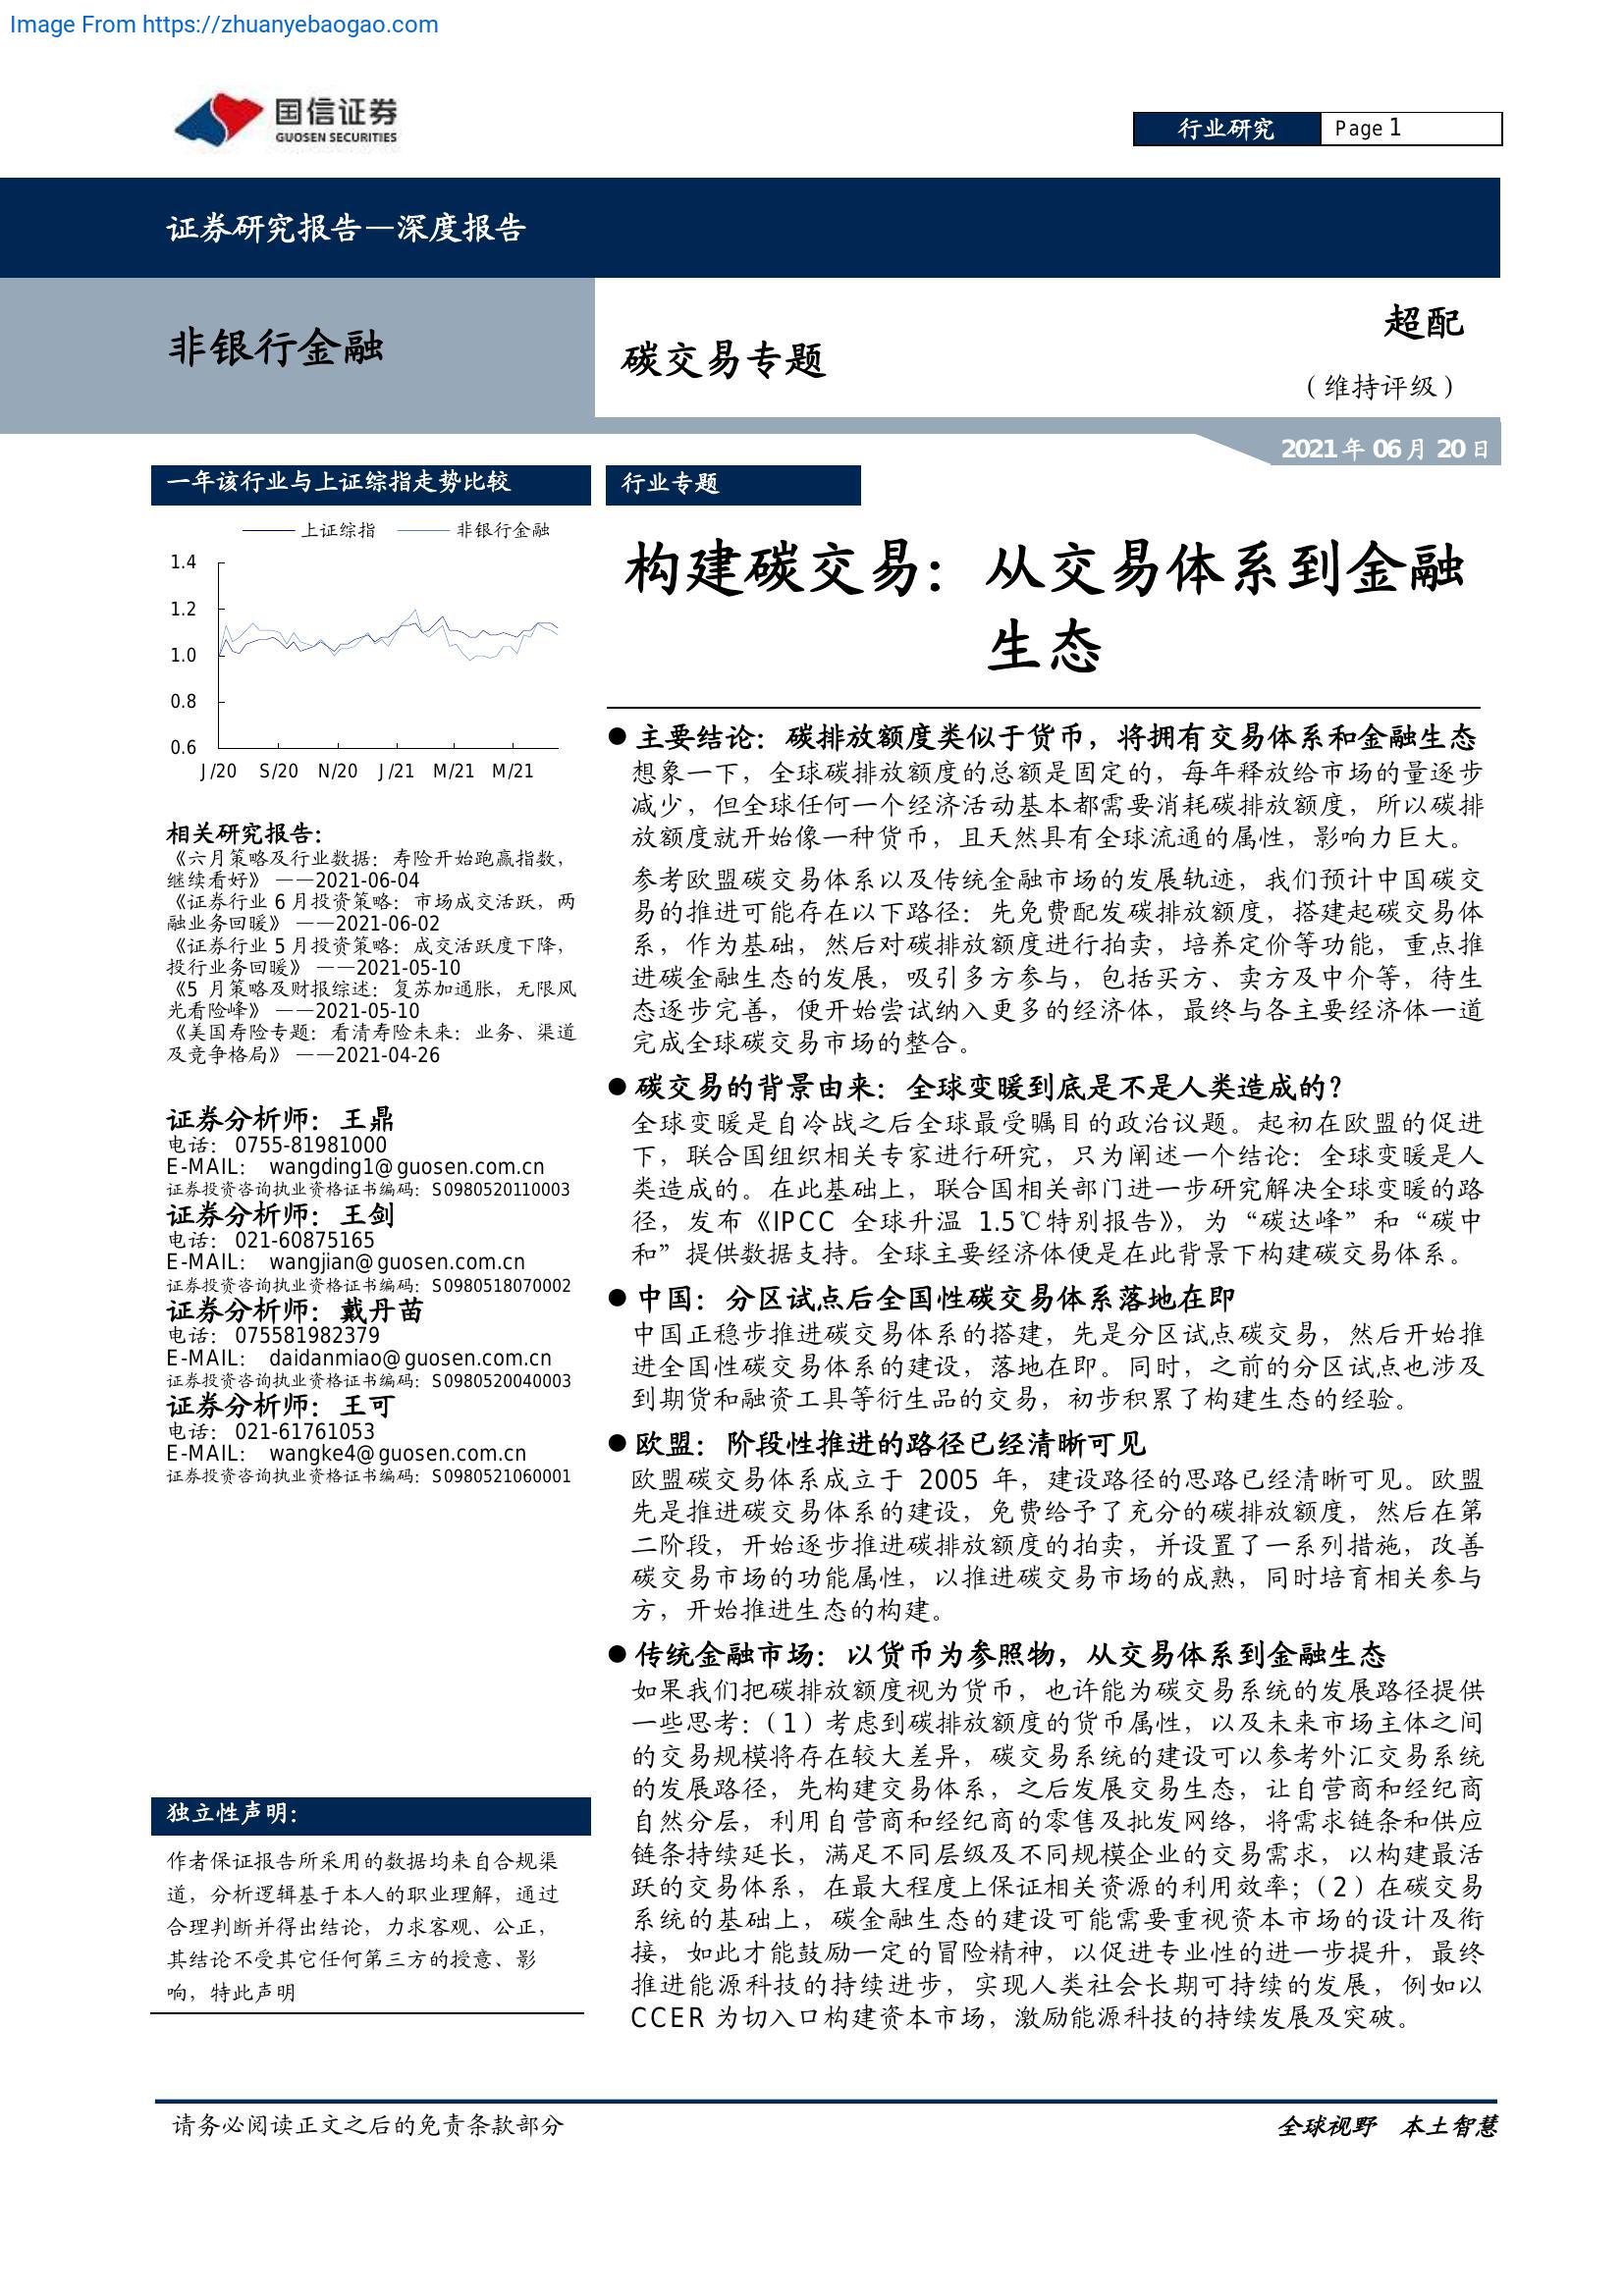 Image From https://zhuanyebaogao.com
国信证券
GUOSEN SECURITIES
行业研究
Page 1
证券研究报告—深度报告
非银行金融
碳交易专题
超配
（维持评级）
2021 年 06 月 20 日
一年该行业与上证综指走势比较
上证综指 非银行金融
1.4
1.2
1.0
0.8
0.6
J/20 S/20 N/20 J/21 M/21 M/21
相关研究报告：
《六月策略及行业数据：寿险开始跑赢指数，
继续看好》 ——2021-06-04
《证券行业 6 月投资策略：市场成交活跃，两
融业务回暖》 ——2021-06-02
《证券行业 5 月投资策略：成交活跃度下降，
投行业务回暖》 ——2021-05-10
《5 月策略及财报综述：复苏加通胀，无限风
光看险峰》 ——2021-05-10
《美国寿险专题：看清寿险未来：业务、渠道
及竞争格局》 ——2021-04-26
证券分析师：王鼎
电话： 0755-81981000
E-MAIL： wangding1@guosen.com.cn
证券投资咨询执业资格证书编码：S0980520110003
证券分析师：王剑
电话： 021-60875165
E-MAIL： wangjian@guosen.com.cn
证券投资咨询执业资格证书编码：S0980518070002
证券分析师：戴丹苗
电话： 075581982379
E-MAIL： daidanmiao@guosen.com.cn
证券投资咨询执业资格证书编码：S0980520040003
证券分析师：王可
电话： 021-61761053
E-MAIL： wangke4@guosen.com.cn
证券投资咨询执业资格证书编码：S0980521060001
独立性声明：
作者保证报告所采用的数据均来自合规渠
道，分析逻辑基于本人的职业理解，通过
合理判断并得出结论，力求客观、公正，
其结论不受其它任何第三方的授意、影
响，特此声明
行业专题
构建碳交易：从交易体系到金融
生态
● 主要结论：碳排放额度类似于货币，将拥有交易体系和金融生态
想象一下，全球碳排放额度的总额是固定的，每年释放给市场的量逐步
减少，但全球任何一个经济活动基本都需要消耗碳排放额度，所以碳排
放额度就开始像一种货币，且天然具有全球流通的属性，影响力巨大。
参考欧盟碳交易体系以及传统金融市场的发展轨迹，我们预计中国碳交
易的推进可能存在以下路径：先免费配发碳排放额度，搭建起碳交易体
系，作为基础，然后对碳排放额度进行拍卖，培养定价等功能，重点推
进碳金融生态的发展，吸引多方参与，包括买方、卖方及中介等，待生
态逐步完善，便开始尝试纳入更多的经济体，最终与各主要经济体一道
完成全球碳交易市场的整合。
● 碳交易的背景由来：全球变暖到底是不是人类造成的？
全球变暖是自冷战之后全球最受瞩目的政治议题。起初在欧盟的促进
下，联合国组织相关专家进行研究，只为阐述一个结论：全球变暖是人
类造成的。在此基础上，联合国相关部门进一步研究解决全球变暖的路
径，发布《IPCC 全球升温 1.5℃特别报告》，为“碳达峰”和“碳中
和”提供数据支持。全球主要经济体便是在此背景下构建碳交易体系。
● 中国：分区试点后全国性碳交易体系落地在即
中国正稳步推进碳交易体系的搭建，先是分区试点碳交易，然后开始推
进全国性碳交易体系的建设，落地在即。同时，之前的分区试点也涉及
到期货和融资工具等衍生品的交易，初步积累了构建生态的经验。
● 欧盟：阶段性推进的路径已经清晰可见
欧盟碳交易体系成立于 2005 年，建设路径的思路已经清晰可见。欧盟
先是推进碳交易体系的建设，免费给予了充分的碳排放额度，然后在第
二阶段，开始逐步推进碳排放额度的拍卖，并设置了一系列措施，改善
碳交易市场的功能属性，以推进碳交易市场的成熟，同时培育相关参与
方，开始推进生态的构建。
● 传统金融市场：以货币为参照物，从交易体系到金融生态
如果我们把碳排放额度视为货币，也许能为碳交易系统的发展路径提供
一些思考：（1）考虑到碳排放额度的货币属性，以及未来市场主体之间
的交易规模将存在较大差异，碳交易系统的建设可以参考外汇交易系统
的发展路径，先构建交易体系，之后发展交易生态，让自营商和经纪商
自然分层，利用自营商和经纪商的零售及批发网络，将需求链条和供应
链条持续延长，满足不同层级及不同规模企业的交易需求，以构建最活
跃的交易体系，在最大程度上保证相关资源的利用效率；（2）在碳交易
系统的基础上，碳金融生态的建设可能需要重视资本市场的设计及衔
接，如此才能鼓励一定的冒险精神，以促进专业性的进一步提升，最终
推进能源科技的持续进步，实现人类社会长期可持续的发展，例如以
CCER 为切入口构建资本市场，激励能源科技的持续发展及突破。
请务必阅读正文之后的免责条款部分
全球视野 本土智慧